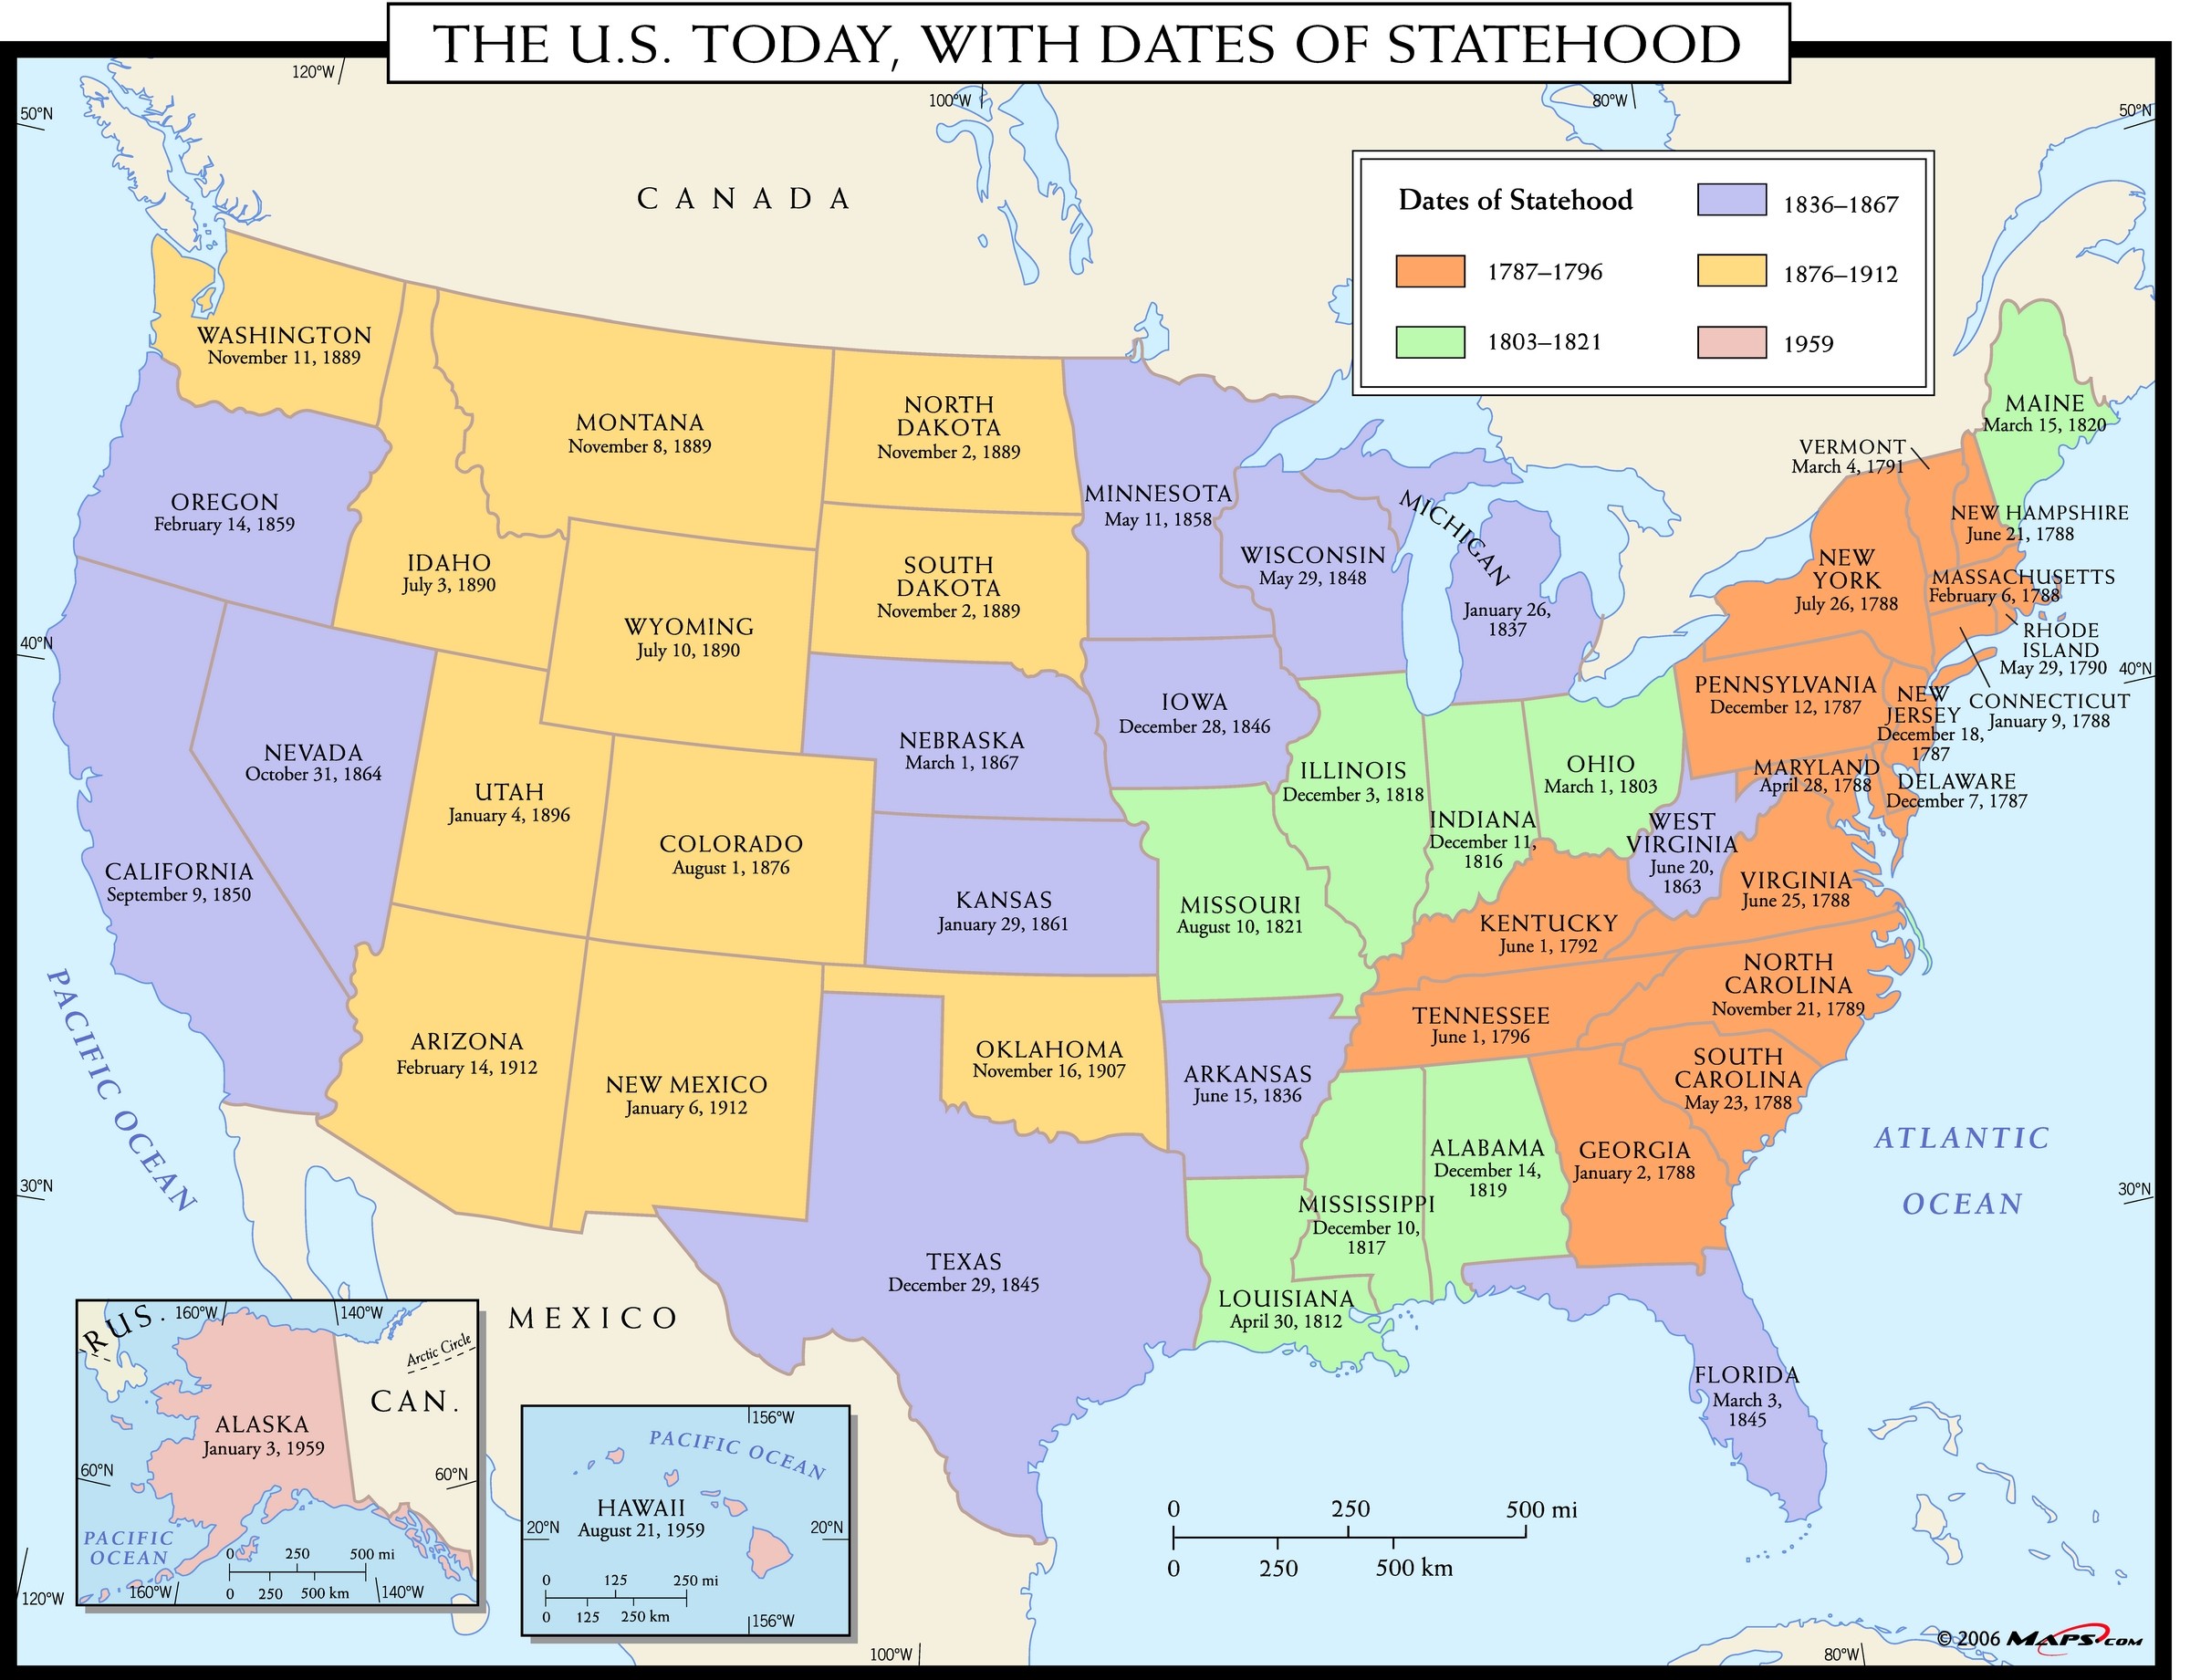 THE U.S. TODAY, WITH DATES OF STATEHOOD
120°W
100°W
80°W
50°N
50°N
CANADA
Dates of Statehood
1787–1796
1803–1821
1836–1867
1876–1912
1959
WASHINGTON
November 11, 1889
MONTANA
November 8, 1889
NORTH
DAKOTA
November 2, 1889
MINNESOTA
May 11, 1858
OREGON
February 14, 1859
IDAHO
July 3, 1890
WYOMING
July 10, 1890
SOUTH
DAKOTA
November 2, 1889
WISCONSIN
May 29, 1848
MICHIGAN
January 26,
1837
MAINE
March 15, 1820
VERMONT
March 4, 1791
NEW HAMPSHIRE
June 21, 1788
NEW
YORK
July 26, 1788
MASSACHUSETTS
February 6, 1788
RHODE
ISLAND
May 29, 1790
CONNECTICUT
January 9, 1788
40°N
40°N
PENNSYLVANIA
December 12, 1787
NEW
JERSEY
December 18,
1787
MARYLAND
April 28, 1788
DELAWARE
December 7, 1787
NEVADA
October 31, 1864
UTAH
January 4, 1896
COLORADO
August 1, 1876
NEBRASKA
March 1, 1867
IOWA
December 28, 1846
ILLINOIS
December 3, 1818
INDIANA
December 11,
1816
OHIO
March 1, 1803
WEST
VIRGINIA
June 20,
1863
VIRGINIA
June 25, 1788
CALIFORNIA
September 9, 1850
KANSAS
January 29, 1861
MISSOURI
August 10, 1821
KENTUCKY
June 1, 1792
NORTH
CAROLINA
November 21, 1789
TENNESSEE
June 1, 1796
SOUTH
CAROLINA
May 23, 1788
ARIZONA
February 14, 1912
NEW MEXICO
January 6, 1912
OKLAHOMA
November 16, 1907
ARKANSAS
June 15, 1836
MISSISSIPPI
December 10,
1817
ALABAMA
December 14,
1819
GEORGIA
January 2, 1788
PACIFIC OCEAN
ATLANTIC
OCEAN
30°N
30°N
TEXAS
December 29, 1845
LOUISIANA
April 30, 1812
FLORIDA
March 3,
1845
MEXICO
RUS.
160°W
140°W
Arctic Circle
CAN.
ALASKA
January 3, 1959
60°N
60°N
PACIFIC
OCEAN
0 250 500 mi
0 250 500 km
160°W
140°W
156°W
PACIFIC OCEAN
HAWAII
August 21, 1959
20°N
20°N
0 125 250 mi
0 125 250 km
156°W
0 250 500 mi
0 250 500 km
120°W
100°W
80°W
© 2006 MAPS.COM